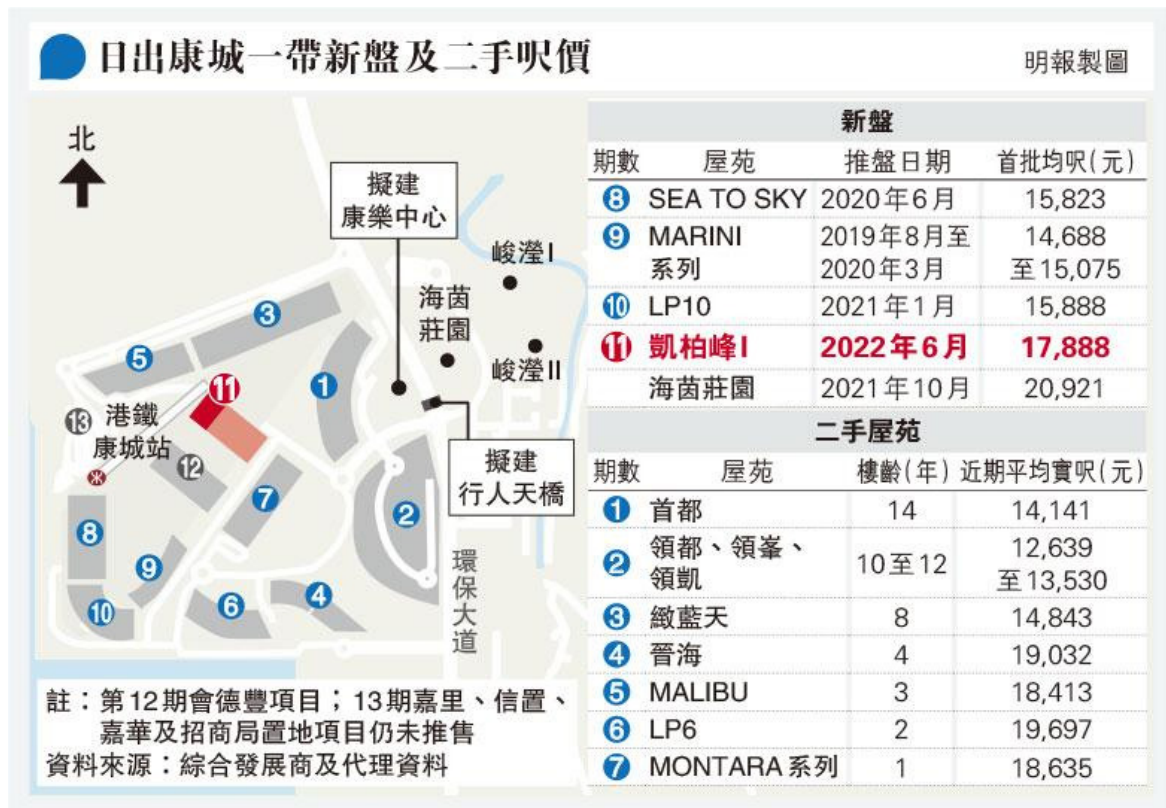 日出康城一帶新盤及二手呎價
明報製圖
北
擬建
康樂中心
峻瀅I
海茵
莊園
峻瀅II
擬建
行人天橋
環保大道
港鐵
康城站
3
5
11
1
13
12
7
2
8
9
10
6
4
新盤
期數 屋苑 推盤日期 首批均呎(元)
8 SEA TO SKY 2020年6月 15,823
9 MARINI 2019年8月至 14,688
系列 2020年3月 至15,075
10 LP10 2021年1月 15,888
11 凱柏峰I 2022年6月 17,888
海茵莊園 2021年10月 20,921
二手屋苑
期數 屋苑 樓齡(年) 近期平均實呎(元)
1 首都 14 14,141
2 領都、領峯、 10至12 12,639
領凱 至13,530
3 緻藍天 8 14,843
4 晉海 4 19,032
5 MALIBU 3 18,413
6 LP6 2 19,697
7 MONTARA系列 1 18,635
註：第12期會德豐項目；13期嘉里、信置、
嘉華及招商局置地項目仍未推售
資料來源：綜合發展商及代理資料